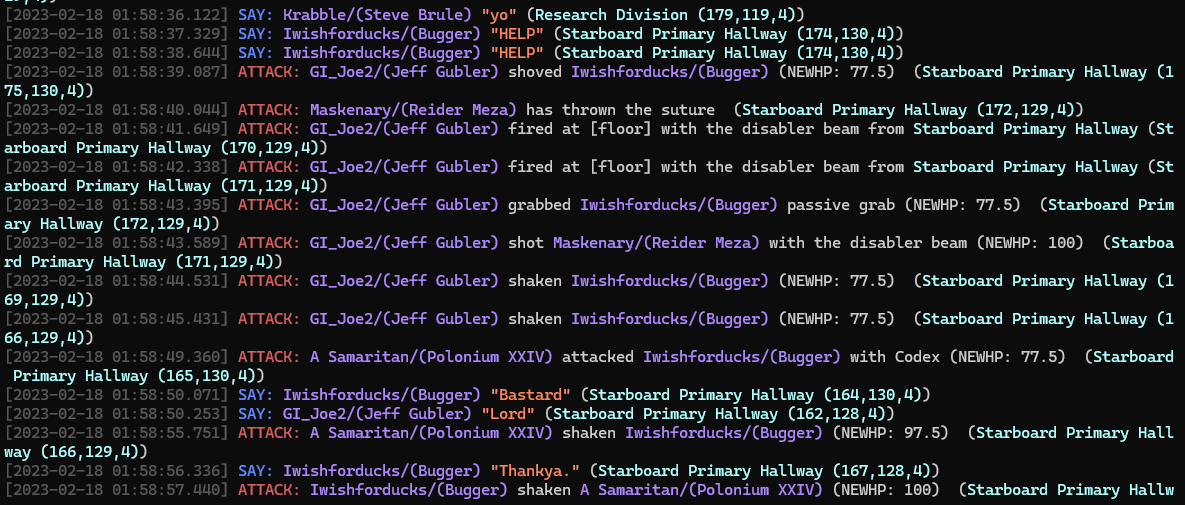 [2023-02-18 01:58:36.122] SAY: Krabble/(Steve Brule) "yo" (Research Division (179,119,4))
[2023-02-18 01:58:37.329] SAY: Iwishforducks/(Bugger) "HELP" (Starboard Primary Hallway (174,130,4))
[2023-02-18 01:58:38.644] SAY: Iwishforducks/(Bugger) "HELP" (Starboard Primary Hallway (174,130,4))
[2023-02-18 01:58:39.087] ATTACK: GI_Joe2/(Jeff Gubler) shoved Iwishforducks/(Bugger) (NEWHP: 77.5)  (Starboard Primary Hallway (1
75,130,4))
[2023-02-18 01:58:40.044] ATTACK: Maskenary/(Reider Meza) has thrown the suture  (Starboard Primary Hallway (172,129,4))
[2023-02-18 01:58:41.649] ATTACK: GI_Joe2/(Jeff Gubler) fired at [floor] with the disabler beam from Starboard Primary Hallway (St
arboard Primary Hallway (170,129,4))
[2023-02-18 01:58:42.338] ATTACK: GI_Joe2/(Jeff Gubler) fired at [floor] with the disabler beam from Starboard Primary Hallway (St
arboard Primary Hallway (171,129,4))
[2023-02-18 01:58:43.395] ATTACK: GI_Joe2/(Jeff Gubler) grabbed Iwishforducks/(Bugger) passive grab (NEWHP: 77.5)  (Starboard Prim
ary Hallway (172,129,4))
[2023-02-18 01:58:43.589] ATTACK: GI_Joe2/(Jeff Gubler) shot Maskenary/(Reider Meza) with the disabler beam (NEWHP: 100)  (Starboa
rd Primary Hallway (171,129,4))
[2023-02-18 01:58:44.531] ATTACK: GI_Joe2/(Jeff Gubler) shaken Iwishforducks/(Bugger) (NEWHP: 77.5)  (Starboard Primary Hallway (1
69,129,4))
[2023-02-18 01:58:45.431] ATTACK: GI_Joe2/(Jeff Gubler) shaken Iwishforducks/(Bugger) (NEWHP: 77.5)  (Starboard Primary Hallway (1
66,129,4))
[2023-02-18 01:58:49.360] ATTACK: A Samaritan/(Polonium XXIV) attacked Iwishforducks/(Bugger) with Codex (NEWHP: 77.5)  (Starboard
 Primary Hallway (165,130,4))
[2023-02-18 01:58:50.071] SAY: Iwishforducks/(Bugger) "Bastard" (Starboard Primary Hallway (164,130,4))
[2023-02-18 01:58:50.253] SAY: GI_Joe2/(Jeff Gubler) "Lord" (Starboard Primary Hallway (162,128,4))
[2023-02-18 01:58:55.751] ATTACK: A Samaritan/(Polonium XXIV) shaken Iwishforducks/(Bugger) (NEWHP: 97.5)  (Starboard Primary Hall
way (166,129,4))
[2023-02-18 01:58:56.336] SAY: Iwishforducks/(Bugger) "Thankya." (Starboard Primary Hallway (167,128,4))
[2023-02-18 01:58:57.440] ATTACK: Iwishforducks/(Bugger) shaken A Samaritan/(Polonium XXIV) (NEWHP: 100)  (Starboard Primary Hallw